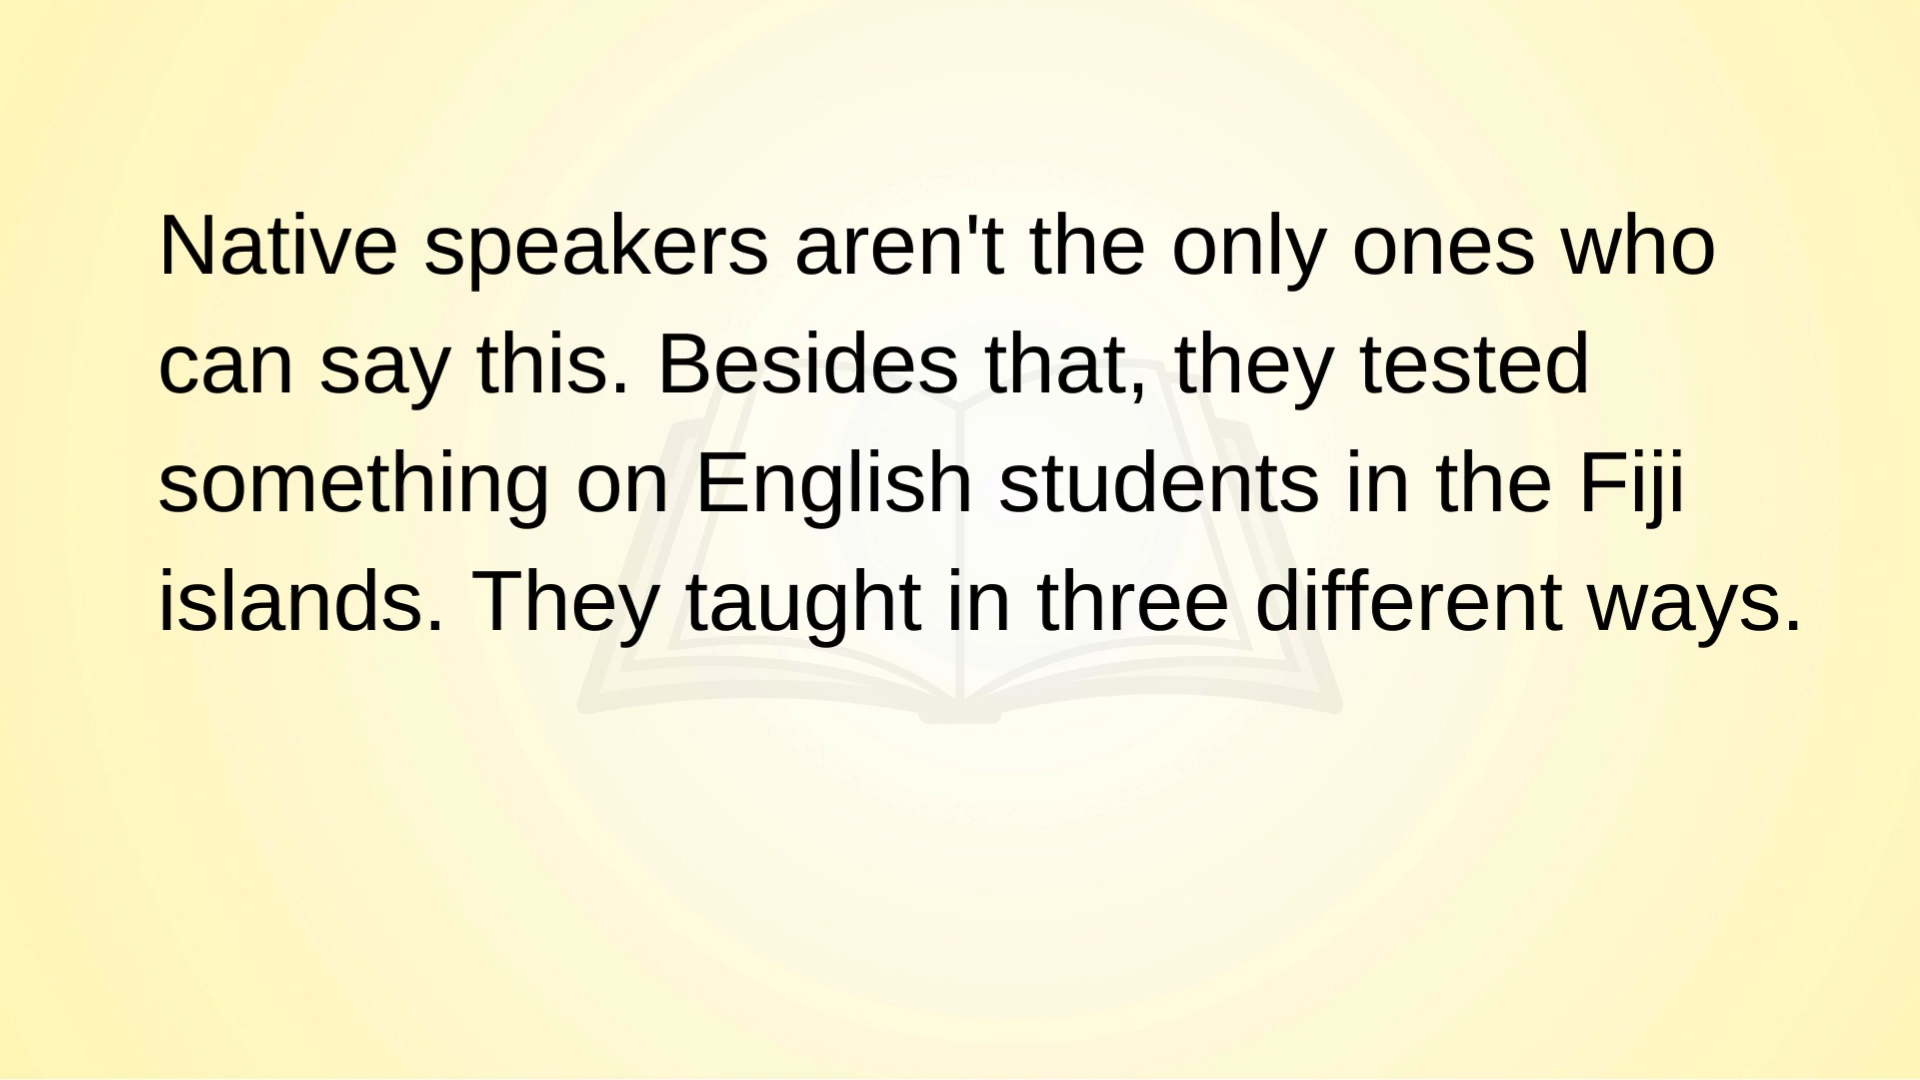 Native speakers aren't the only ones who
can say this. Besides that, they tested
something on English students in the Fiji
islands. They taught in three different ways.